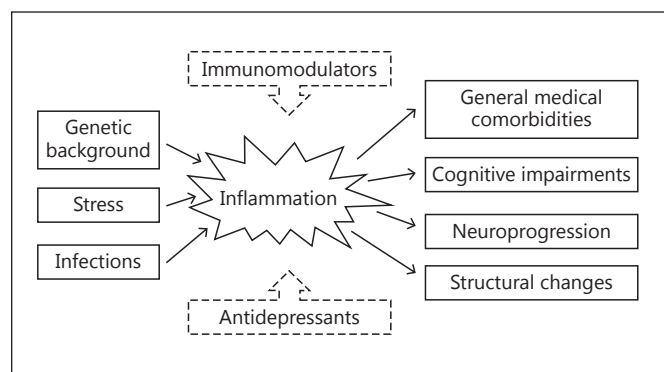 Immunomodulators
Genetic
background
Stress
Infections
Inflammation
General medical
comorbidities
Cognitive impairments
Neuroprogression
Structural changes
Antidepressants